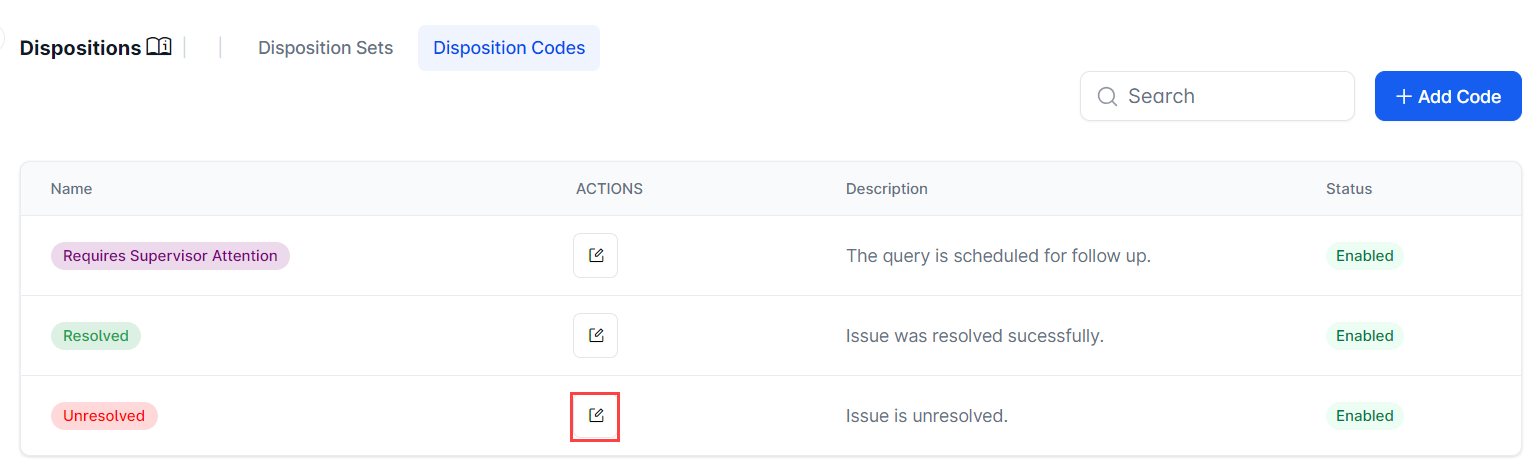 Dispositions Disposition Sets Disposition Codes
Search + Add Code
Name ACTIONS Description Status
Requires Supervisor Attention The query is scheduled for follow up. Enabled
Resolved Issue was resolved sucessfully. Enabled
Unresolved Issue is unresolved. Enabled